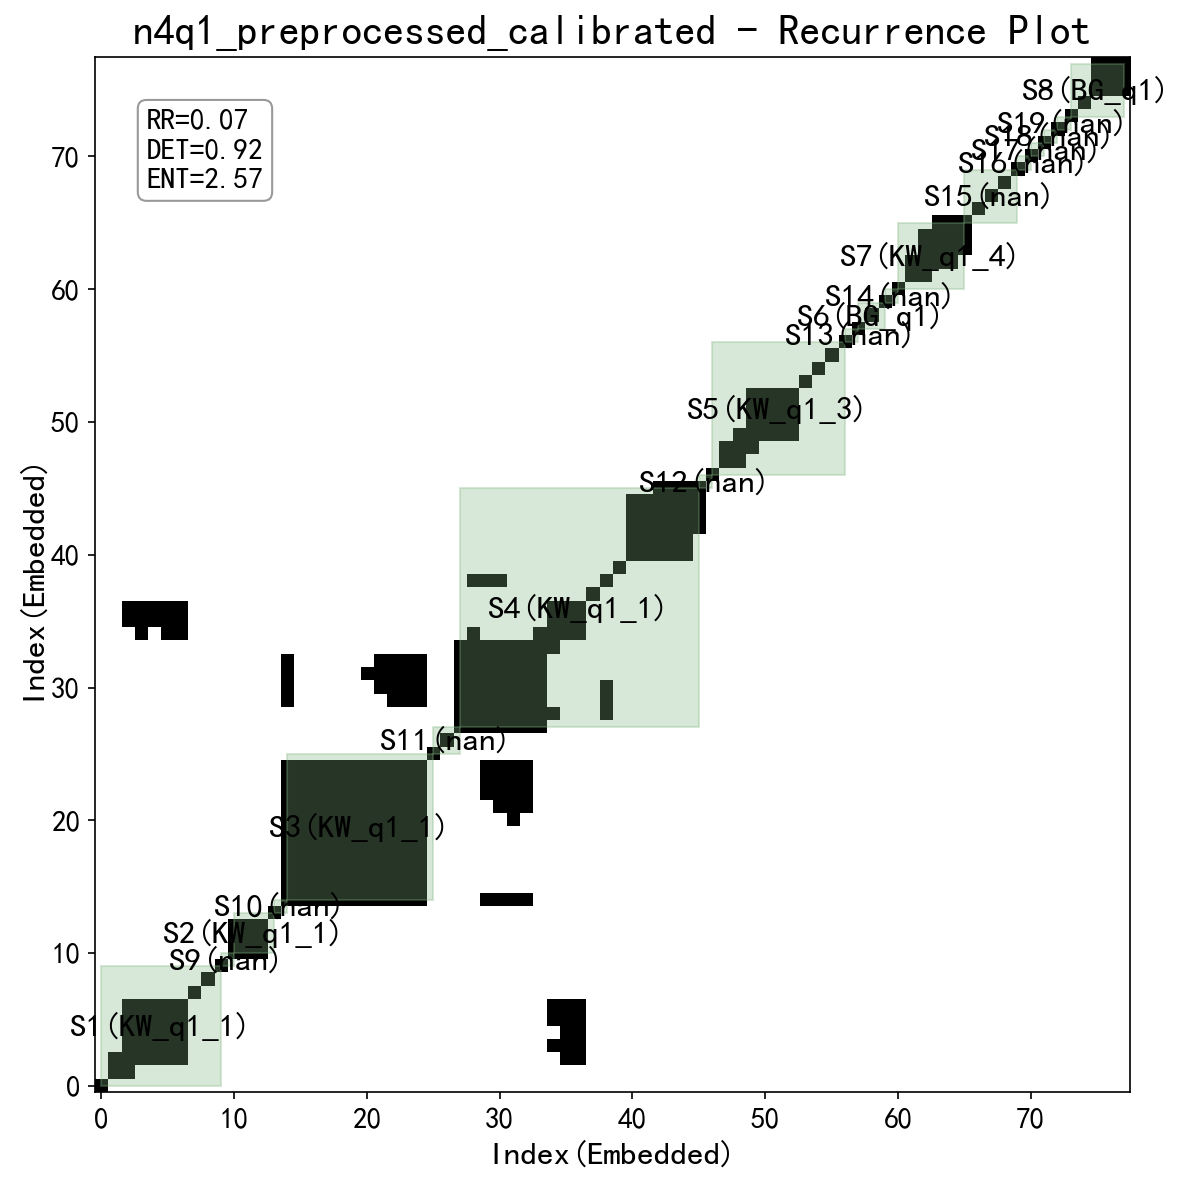 n4q1_preprocessed_calibrated - Recurrence Plot
RR=0.07
DET=0.92
ENT=2.57
S8(BG_q1)
S19(nan)
S18(nan)
S17(nan)
S16(nan)
S15(nan)
S7(KW_q1_4)
S14(nan)
S6(BG_q1)
S13(nan)
S5(KW_q1_3)
S12(nan)
S4(KW_q1_1)
S11(nan)
S3(KW_q1_1)
S10(nan)
S2(KW_q1_1)
S9(nan)
S1(KW_q1_1)
70
60
50
40
30
20
10
0
Index(Embedded)
0 10 20 30 40 50 60 70
Index(Embedded)